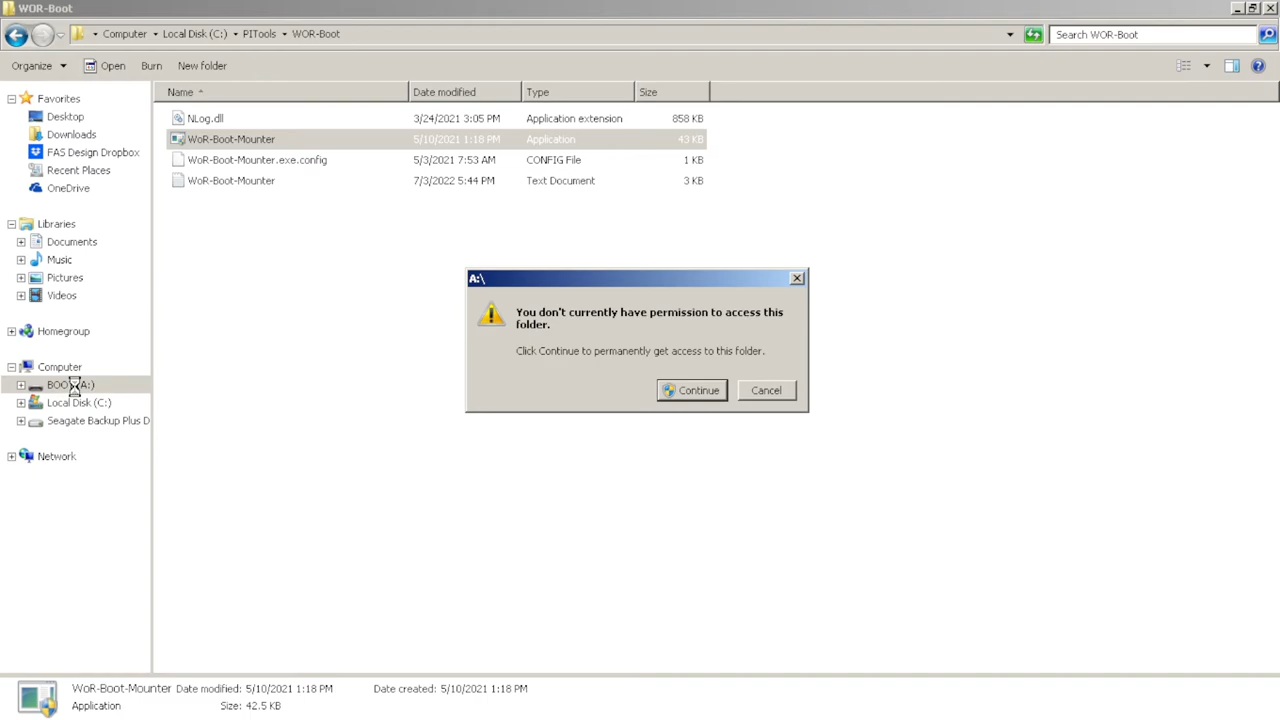 WOR-Boot
Computer Local Disk (C:) PITools WOR-Boot Search WOR-Boot
Organize Open Burn New folder
Name Date modified Type Size
Favorites
Desktop
Downloads
FAS Design Dropbox
Recent Places
OneDrive
Libraries
Documents
Music
Pictures
Videos
Homegroup
Computer
A:)
Local Disk (C:)
Seagate Backup Plus D
Network
NLog.dll 3/24/2021 3:05 PM Application extension 858 KB
WoR-Boot-Mounter 5/10/2021 1:18 PM Application 43 KB
WoR-Boot-Mounter.exe.config 5/3/2021 7:53 AM CONFIG File 1 KB
WoR-Boot-Mounter 7/3/2022 5:44 PM Text Document 3 KB
A:\
You don't currently have permission to access this
folder.
Click Continue to permanently get access to this folder.
Continue Cancel
WoR-Boot-Mounter Date modified: 5/10/2021 1:18 PM Date created: 5/10/2021 1:18 PM
Application Size: 42.5 KB